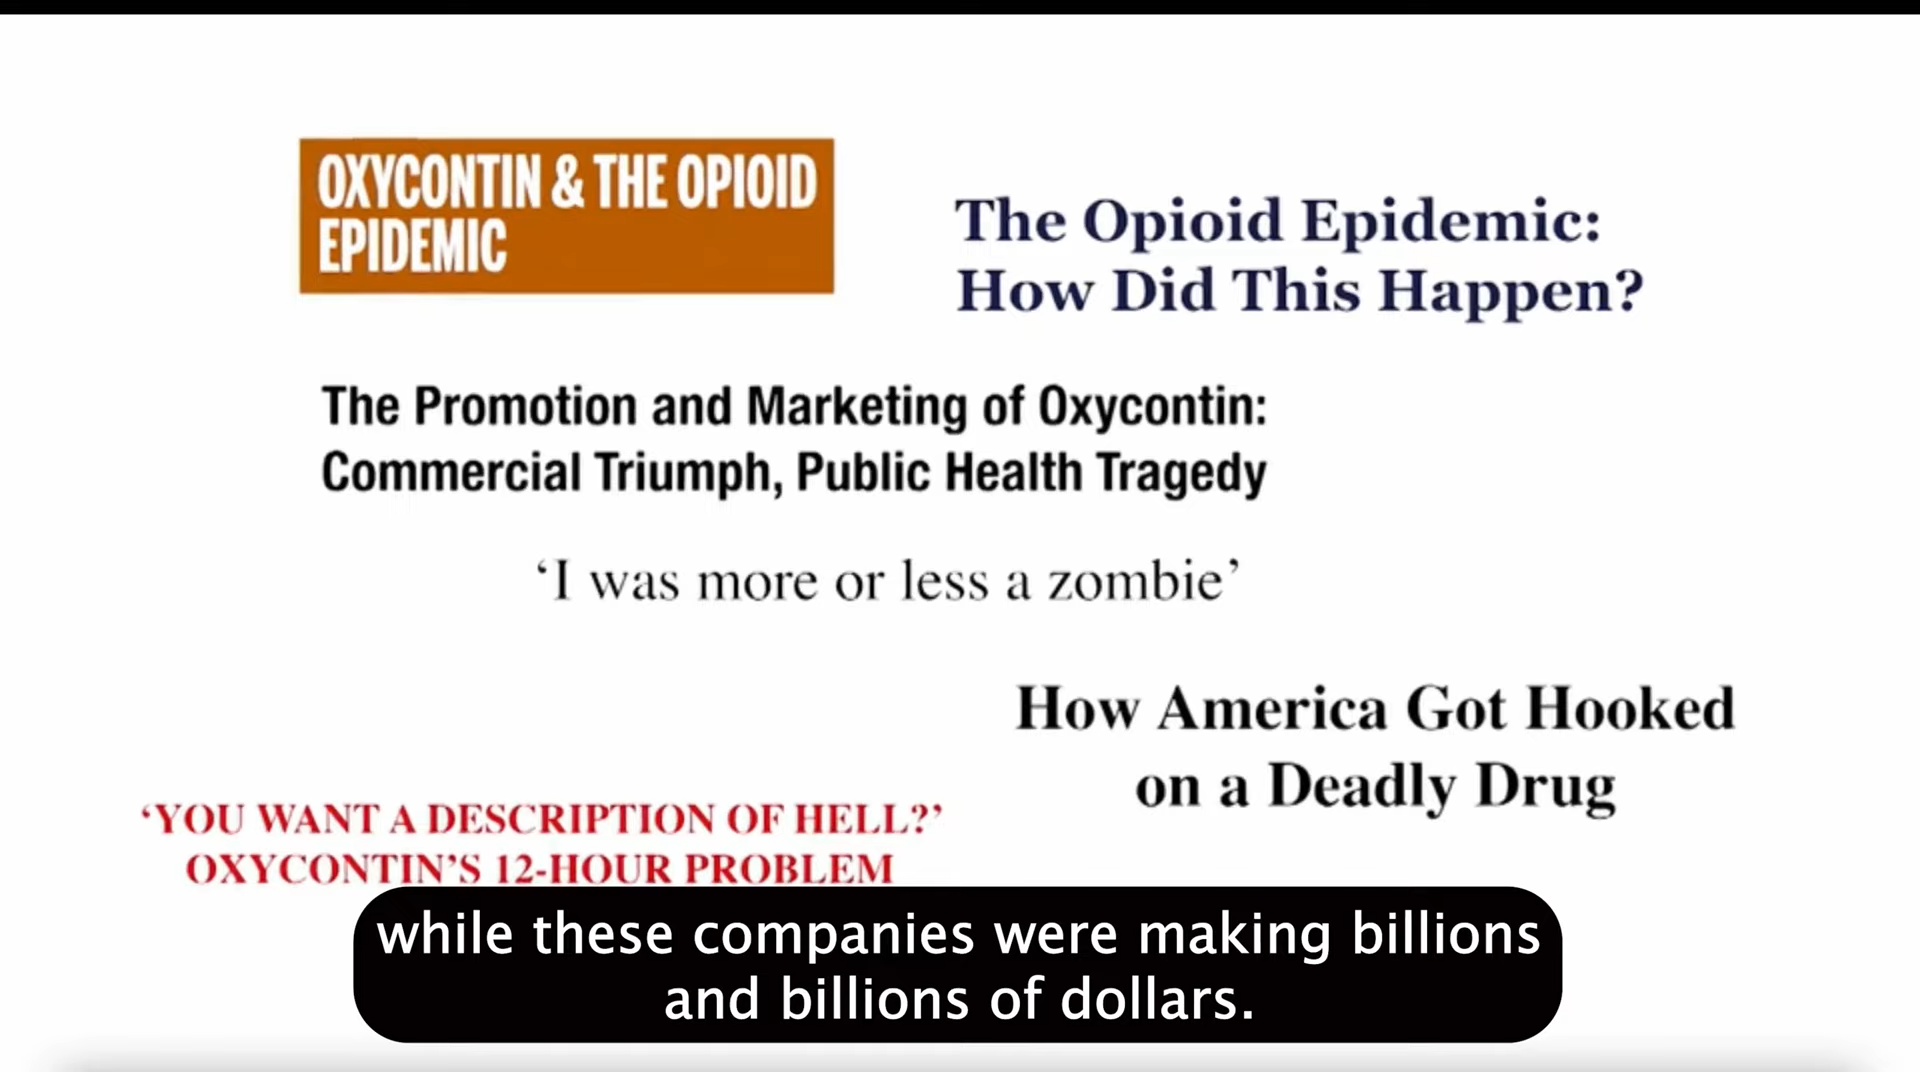 OXYCONTIN & THE OPIOID
EPIDEMIC
The Opioid Epidemic:
How Did This Happen?
The Promotion and Marketing of Oxycontin:
Commercial Triumph, Public Health Tragedy
‘I was more or less a zombie’
How America Got Hooked
on a Deadly Drug
‘YOU WANT A DESCRIPTION OF HELL?’
OXYCONTIN’S 12-HOUR PROBLEM
while these companies were making billions
and billions of dollars.